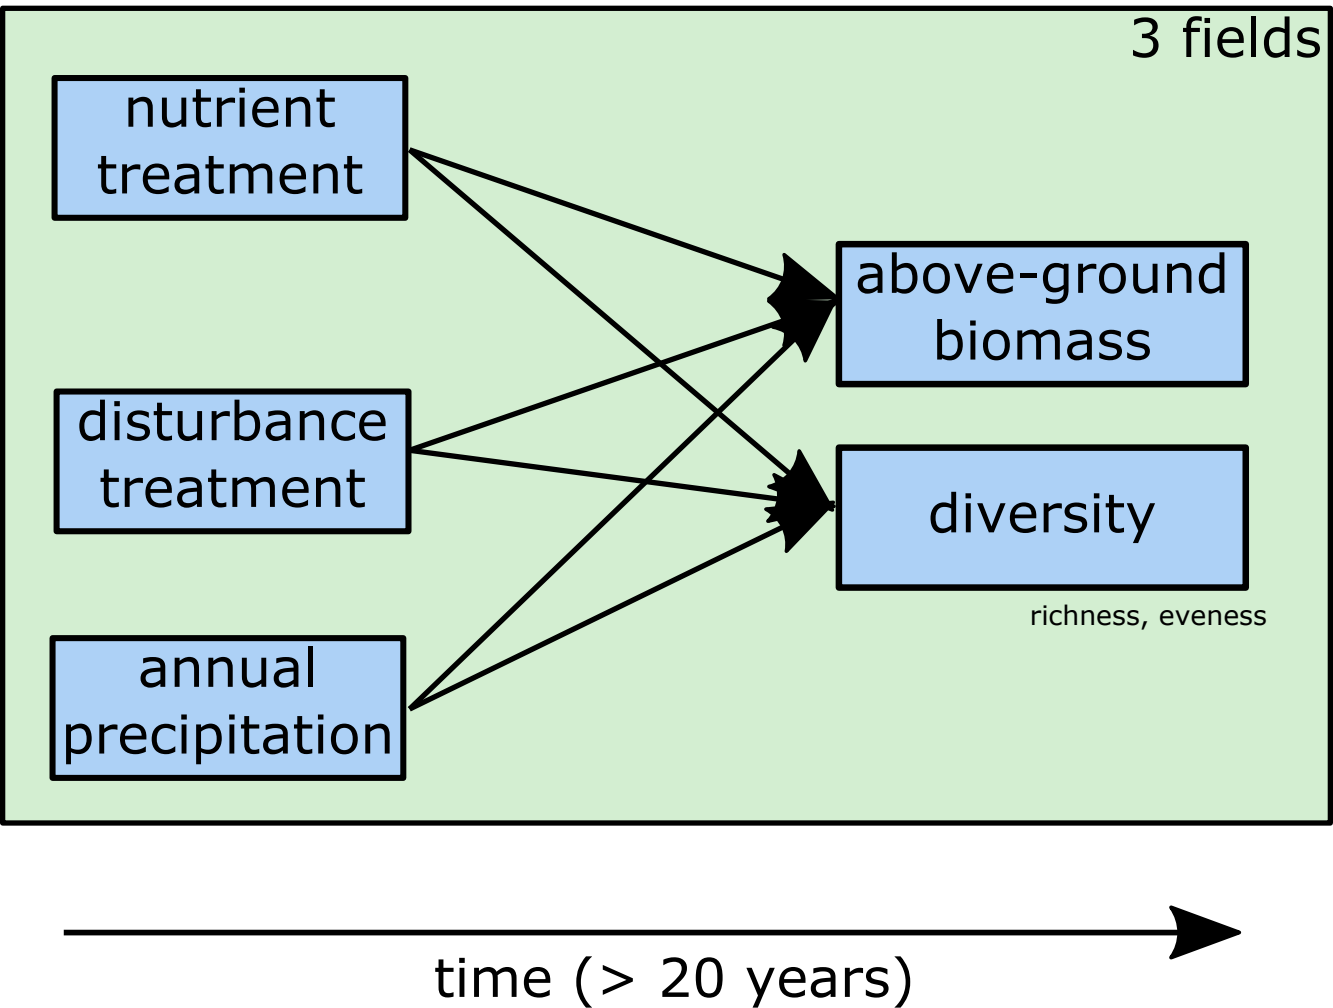 3 fields
nutrient
treatment
above-ground
biomass
disturbance
treatment
diversity
richness, eveness
annual
precipitation
time (> 20 years)